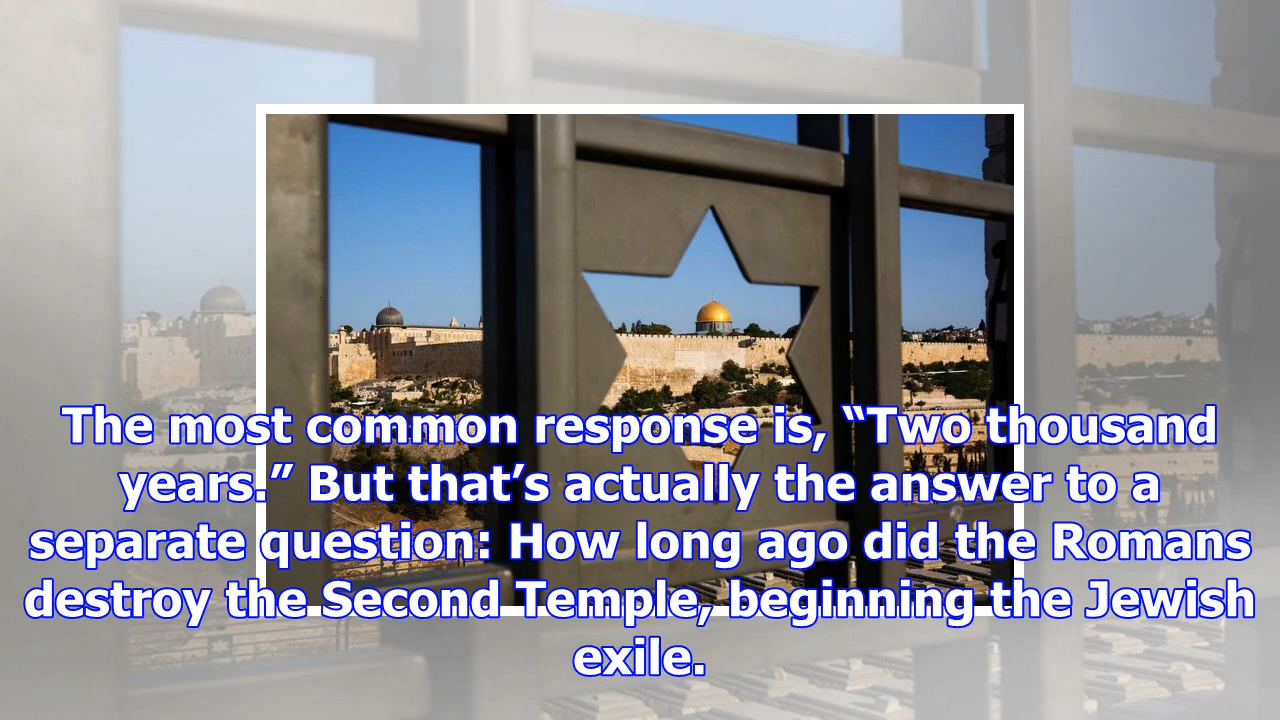 The most common response is, “Two thousand
years.” But that’s actually the answer to a
separate question: How long ago did the Romans
destroy the Second Temple, beginning the Jewish
exile.